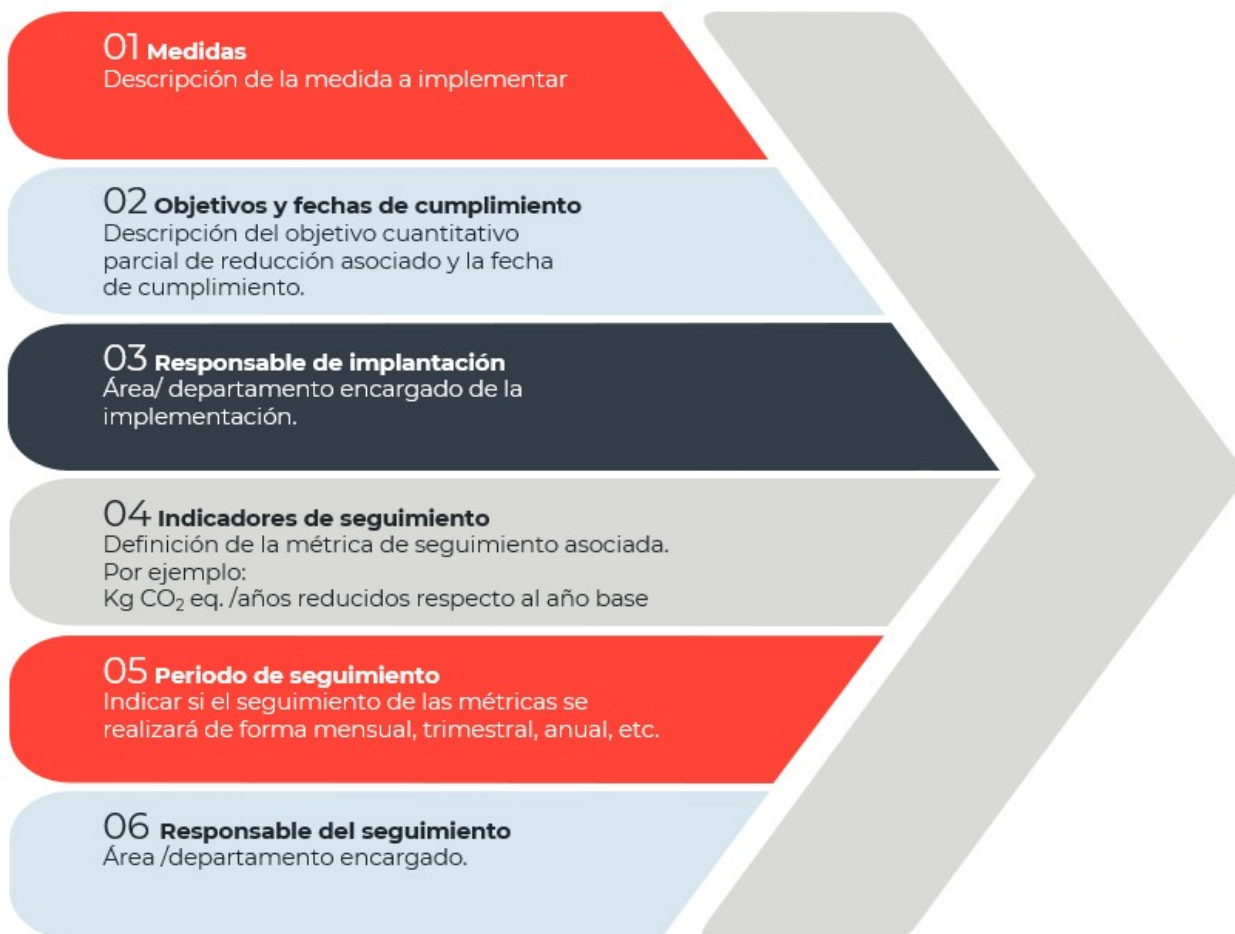 01 Medidas
Descripción de la medida a implementar
02 Objetivos y fechas de cumplimiento
Descripción del objetivo cuantitativo
parcial de reducción asociado y la fecha
de cumplimiento.
03 Responsable de implantación
Área/ departamento encargado de la
implementación.
04 Indicadores de seguimiento
Definición de la métrica de seguimiento asociada.
Por ejemplo:
Kg CO₂ eq. /años reducidos respecto al año base
05 Periodo de seguimiento
Indicar si el seguimiento de las métricas se
realizará de forma mensual, trimestral, anual, etc.
06 Responsable del seguimiento
Área /departamento encargado.